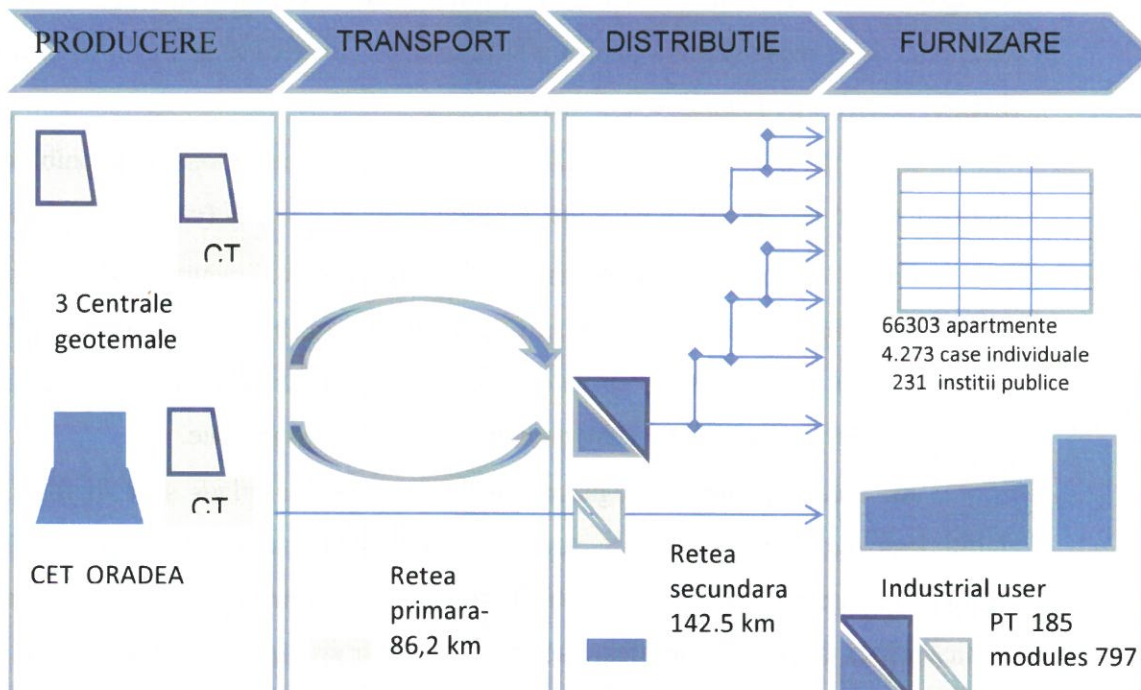 PRODUCERE
TRANSPORT
DISTRIBUTIE
FURNIZARE
CT
3 Centrale
geotemale
CT
CET ORADEA
Retea
primara-
86,2 km
Retea
secundara
142.5 km
66303 apartmente
4.273 case individuale
231 institii publice
Industrial user
PT 185
modules 797